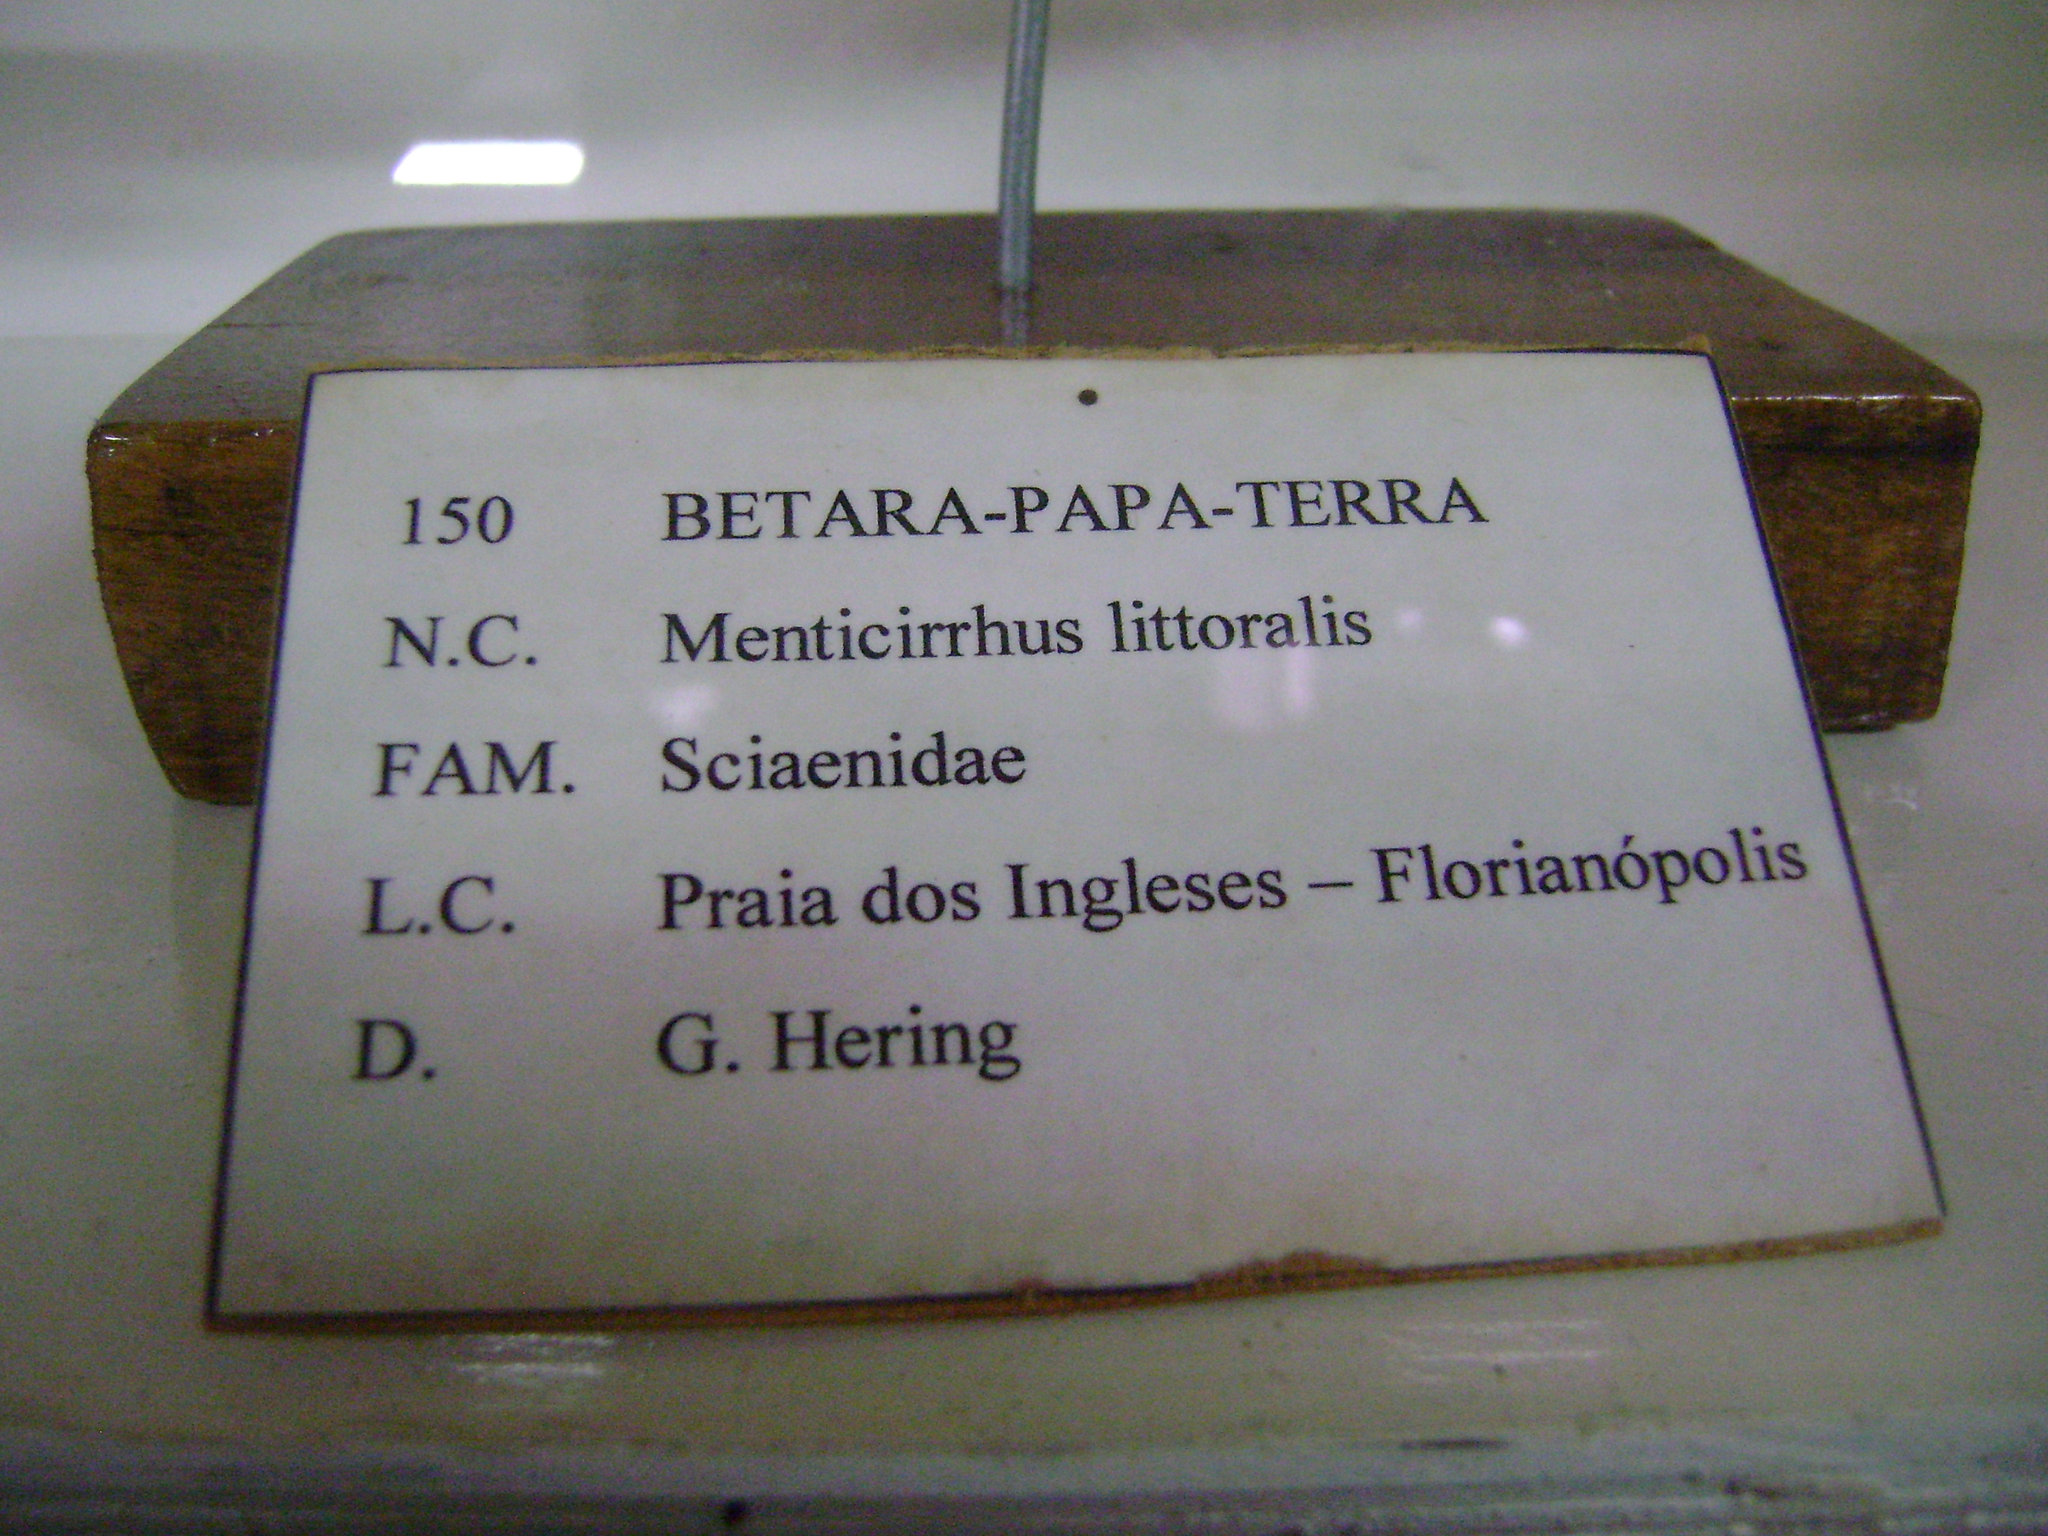 150 BETARA-PAPA-TERRA
N.C. Menticirrhus littoralis
FAM. Sciaenidae
L.C. Praia dos Ingleses – Florianópolis
D. G. Hering